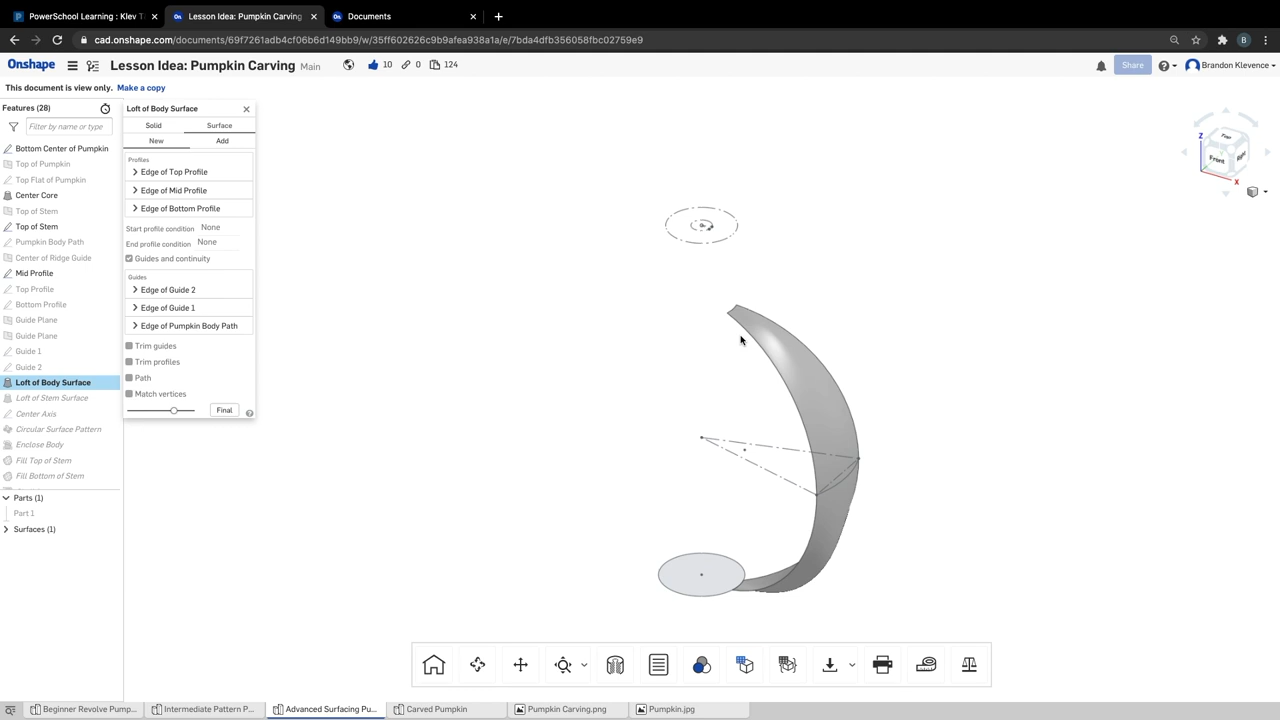 PowerSchool Learning : Klev T
Lesson Idea: Pumpkin Carving
Documents
cad.onshape.com/documents/69f7261adb4cf06b6d149bb9/w/35ff602626c9b9afea938a1a/e/7bda4dfb356058fbc02759e9
B
Onshape
Lesson Idea: Pumpkin Carving Main
10
0
124
Share
Brandon Klevence
This document is view only. Make a copy
Features (28)
Filter by name or type
Bottom Center of Pumpkin
Top of Pumpkin
Top Flat of Pumpkin
Center Core
Top of Stem
Top of Stem
Pumpkin Body Path
Center of Ridge Guide
Mid Profile
Top Profile
Bottom Profile
Guide Plane
Guide Plane
Guide 1
Guide 2
Loft of Body Surface
Loft of Stem Surface
Center Axis
Circular Surface Pattern
Enclose Body
Fill Top of Stem
Fill Bottom of Stem
Parts (1)
Part 1
Surfaces (1)
Loft of Body Surface
Solid
Surface
New
Add
Profiles
Edge of Top Profile
Edge of Mid Profile
Edge of Bottom Profile
Start profile condition None
End profile condition None
Guides and continuity
Guides
Edge of Guide 2
Edge of Guide 1
Edge of Pumpkin Body Path
Trim guides
Trim profiles
Path
Match vertices
Final
Z
Top
Front
Right
X
Beginner Revolve Pump...
Intermediate Pattern P...
Advanced Surfacing Pu...
Carved Pumpkin
Pumpkin Carving.png
Pumpkin.jpg